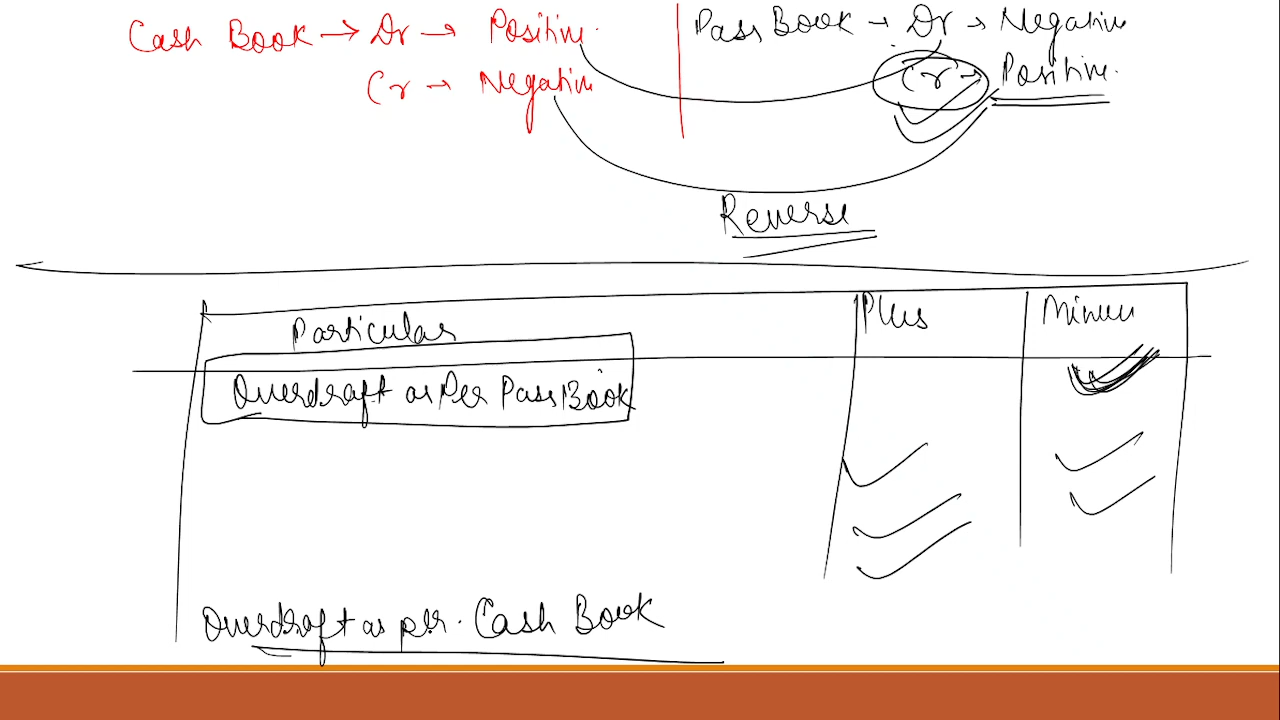 Cash Book → Dr → Positive.
Cr → Negative
Pass Book → Dr → Negative
Cr → Positive.
Reverse
Particular Plus Minus
Overdraft as Per Pass Book
Overdraft as per. Cash Book